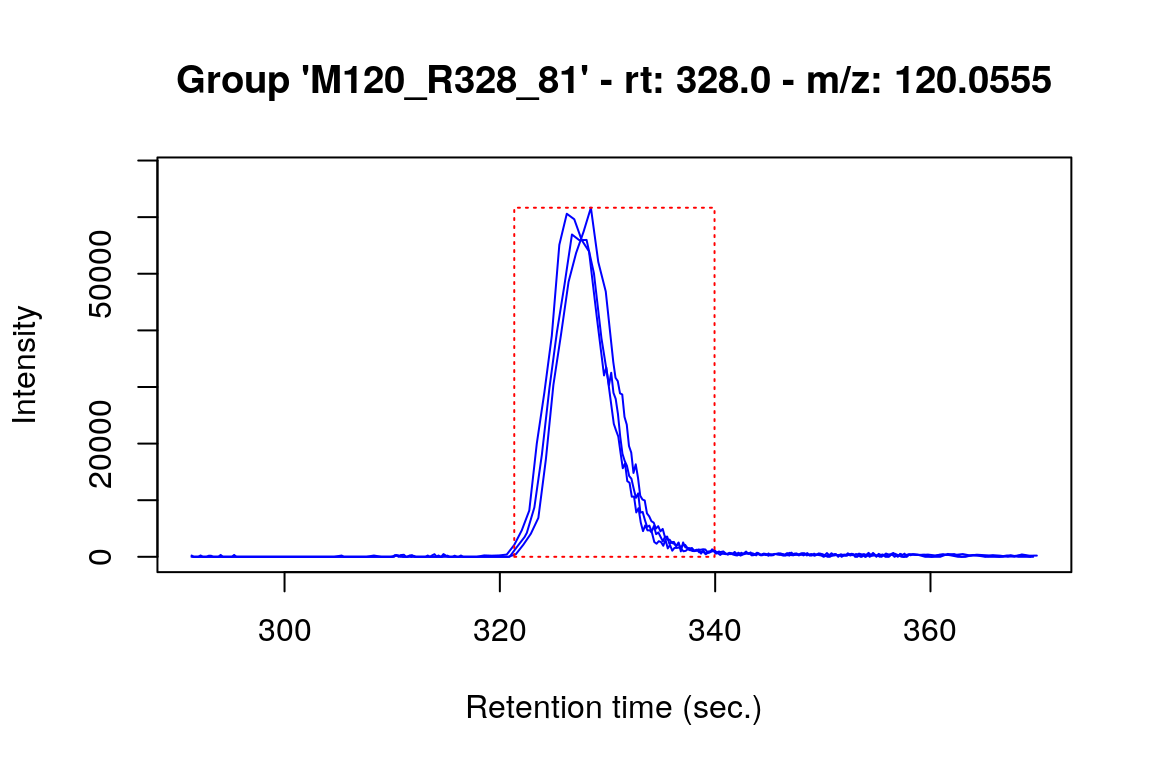 Group 'M120_R328_81' - rt: 328.0 - m/z: 120.0555
Intensity
50000
20000
0
300 320 340 360
Retention time (sec.)